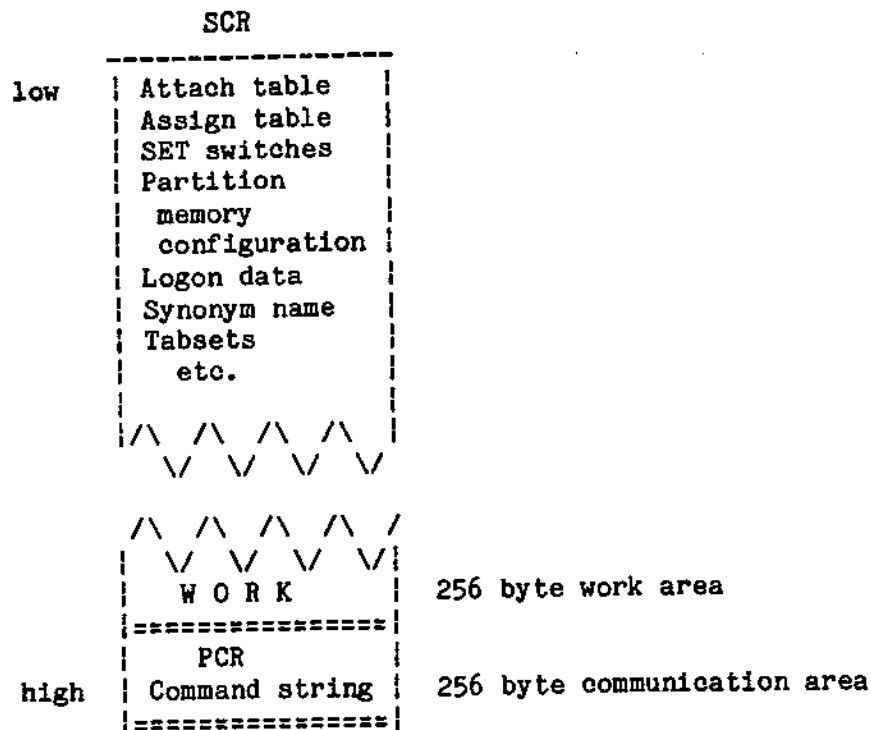 SCR
low
Attach table
Assign table
SET switches
Partition
memory
configuration
Logon data
Synonym name
Tabsets
etc.
W O R K 256 byte work area
PCR
high Command string 256 byte communication area